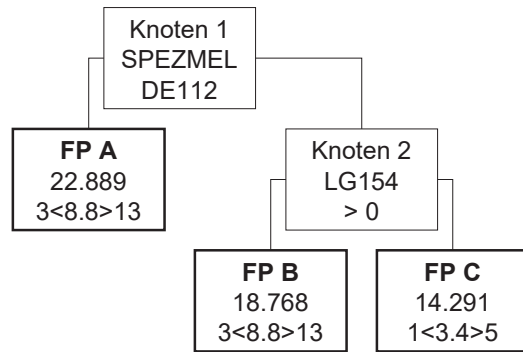 Knoten 1
SPEZMEL
DE112
FP A
22.889
3<8.8>13
Knoten 2
LG154
> 0
FP B
18.768
3<8.8>13
FP C
14.291
1<3.4>5